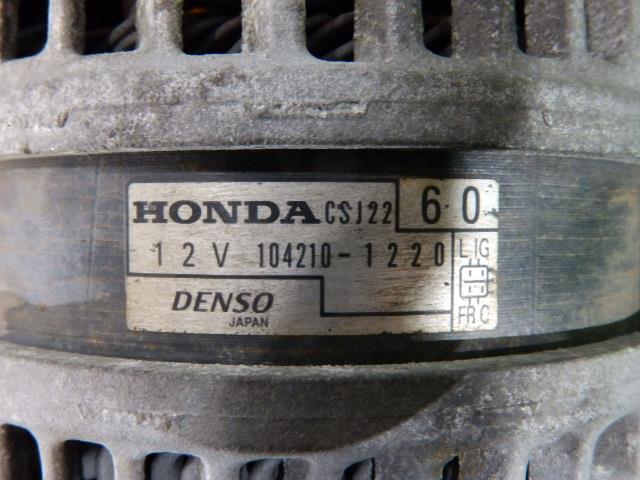 HONDA CSJ22 60
12V 104210-1220
L IG
FR C
DENSO
JAPAN